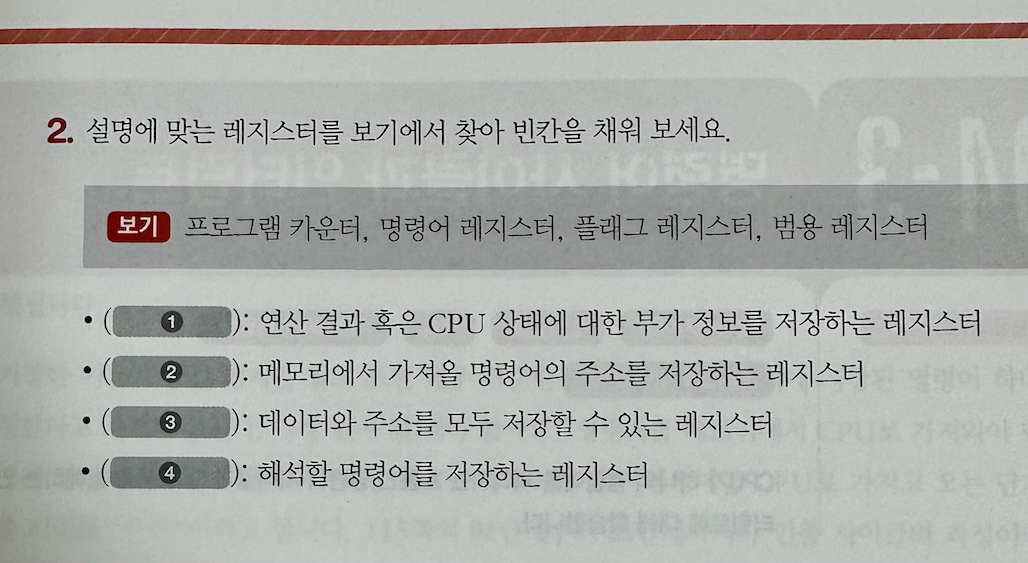 2. 설명에 맞는 레지스터를 보기에서 찾아 빈칸을 채워 보세요.
보기 프로그램 카운터, 명령어 레지스터, 플래그 레지스터, 범용 레지스터
• ( 1 ): 연산 결과 혹은 CPU 상태에 대한 부가 정보를 저장하는 레지스터
• ( 2 ): 메모리에서 가져올 명령어의 주소를 저장하는 레지스터
• ( 3 ): 데이터와 주소를 모두 저장할 수 있는 레지스터
• ( 4 ): 해석할 명령어를 저장하는 레지스터